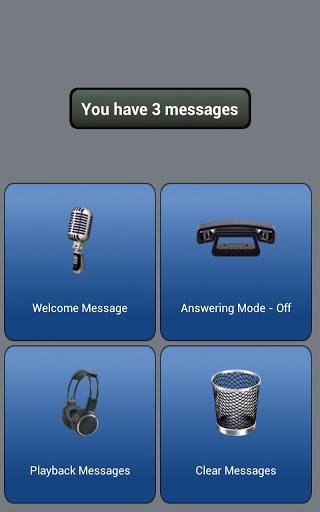 You have 3 messages
Welcome Message
Answering Mode - Off
Playback Messages
Clear Messages